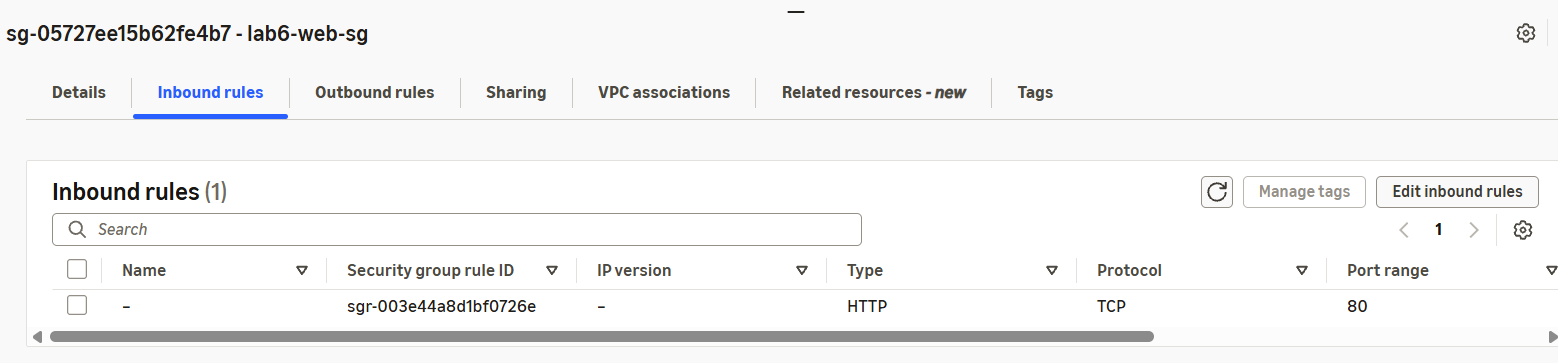 sg-05727ee15b62fe4b7 - lab6-web-sg
Details Inbound rules Outbound rules Sharing VPC associations Related resources - new Tags
Inbound rules (1)
Manage tags Edit inbound rules
Search
1
Name Security group rule ID IP version Type Protocol Port range
– sgr-003e44a8d1bf0726e – HTTP TCP 80